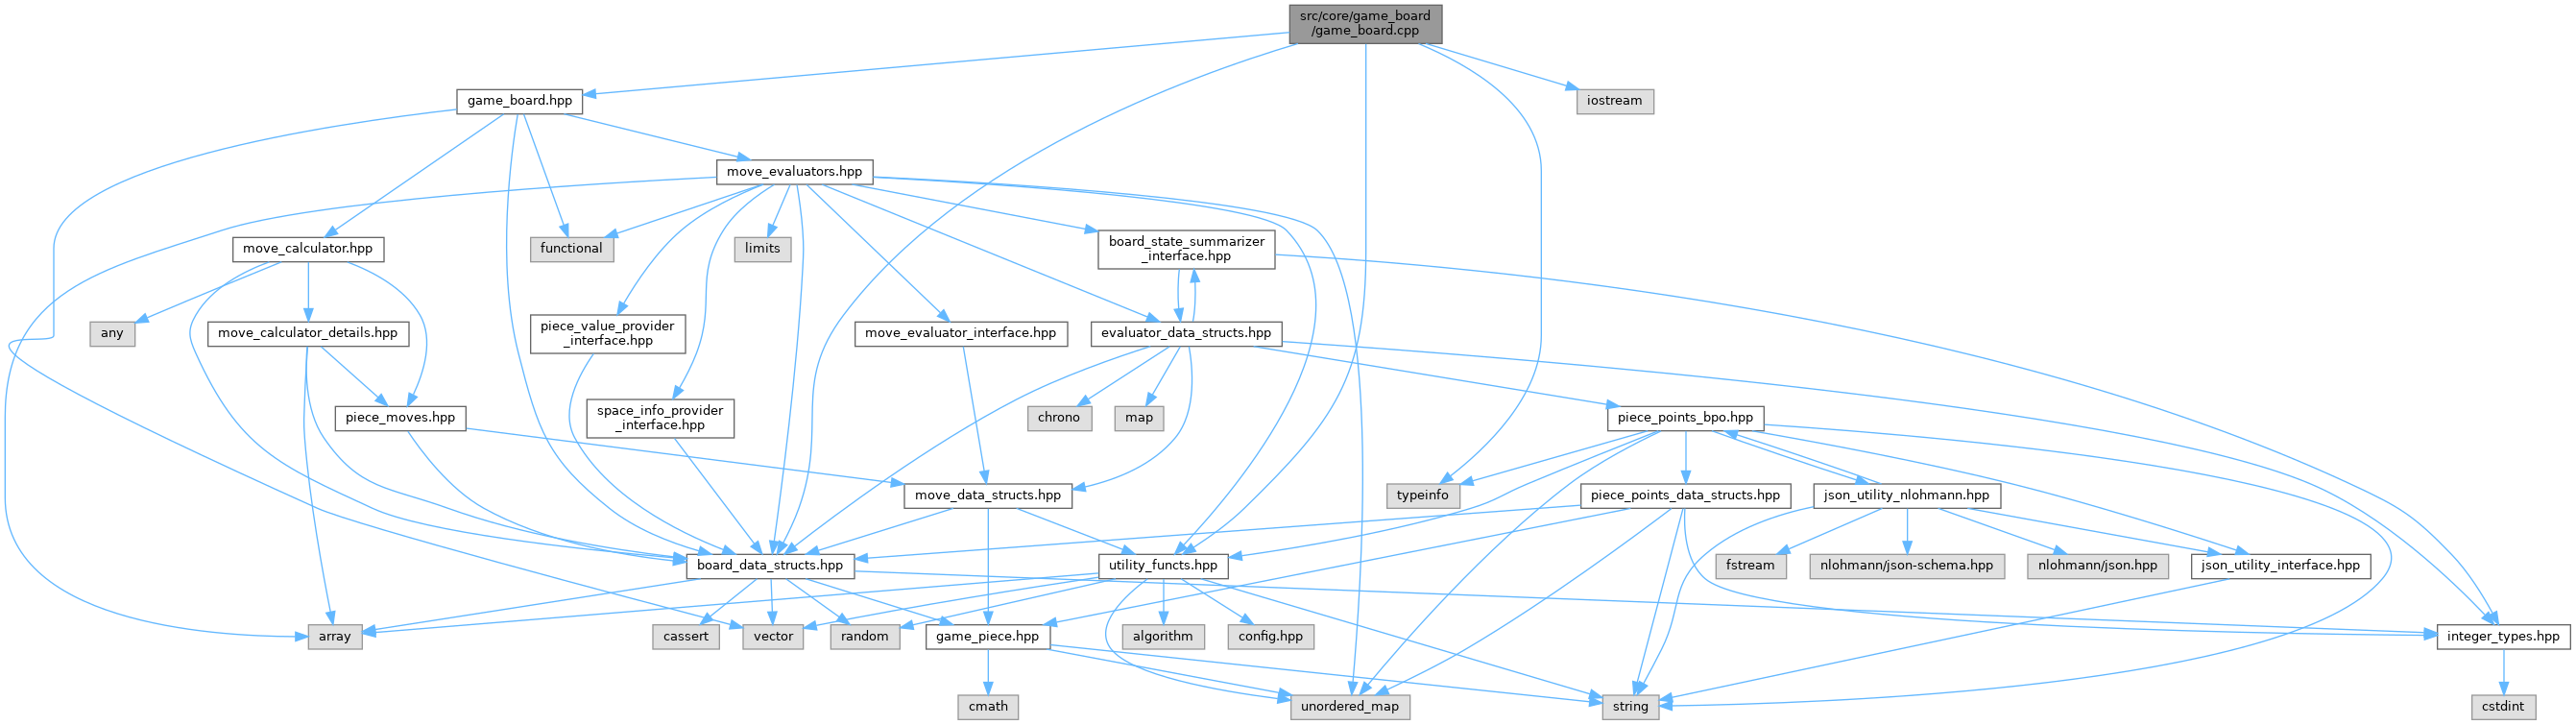 src/core/game_board
/game_board.cpp
game_board.hpp
iostream
move_evaluators.hpp
move_calculator.hpp
functional
limits
board_state_summarizer
_interface.hpp
any
move_calculator_details.hpp
piece_value_provider
_interface.hpp
move_evaluator_interface.hpp
evaluator_data_structs.hpp
piece_moves.hpp
space_info_provider
_interface.hpp
chrono
map
piece_points_bpo.hpp
move_data_structs.hpp
typeinfo
piece_points_data_structs.hpp
json_utility_nlohmann.hpp
board_data_structs.hpp
utility_functs.hpp
fstream
nlohmann/json-schema.hpp
nlohmann/json.hpp
json_utility_interface.hpp
array
cassert
vector
random
game_piece.hpp
algorithm
config.hpp
integer_types.hpp
cmath
unordered_map
string
cstdint